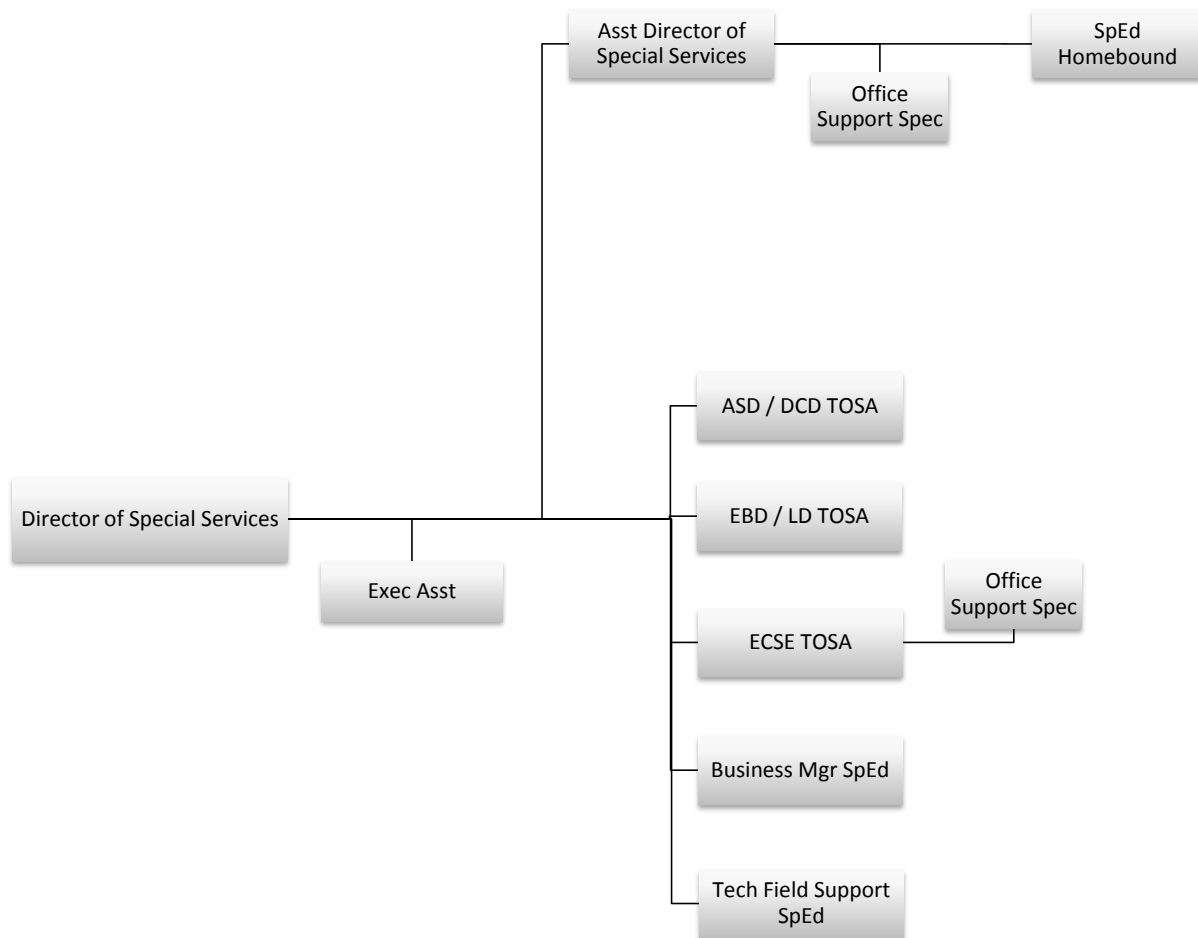 Asst Director of
Special Services
SpEd
Homebound
Office
Support Spec
ASD / DCD TOSA
Director of Special Services
EBD / LD TOSA
Exec Asst
Office
Support Spec
ECSE TOSA
Business Mgr SpEd
Tech Field Support
SpEd